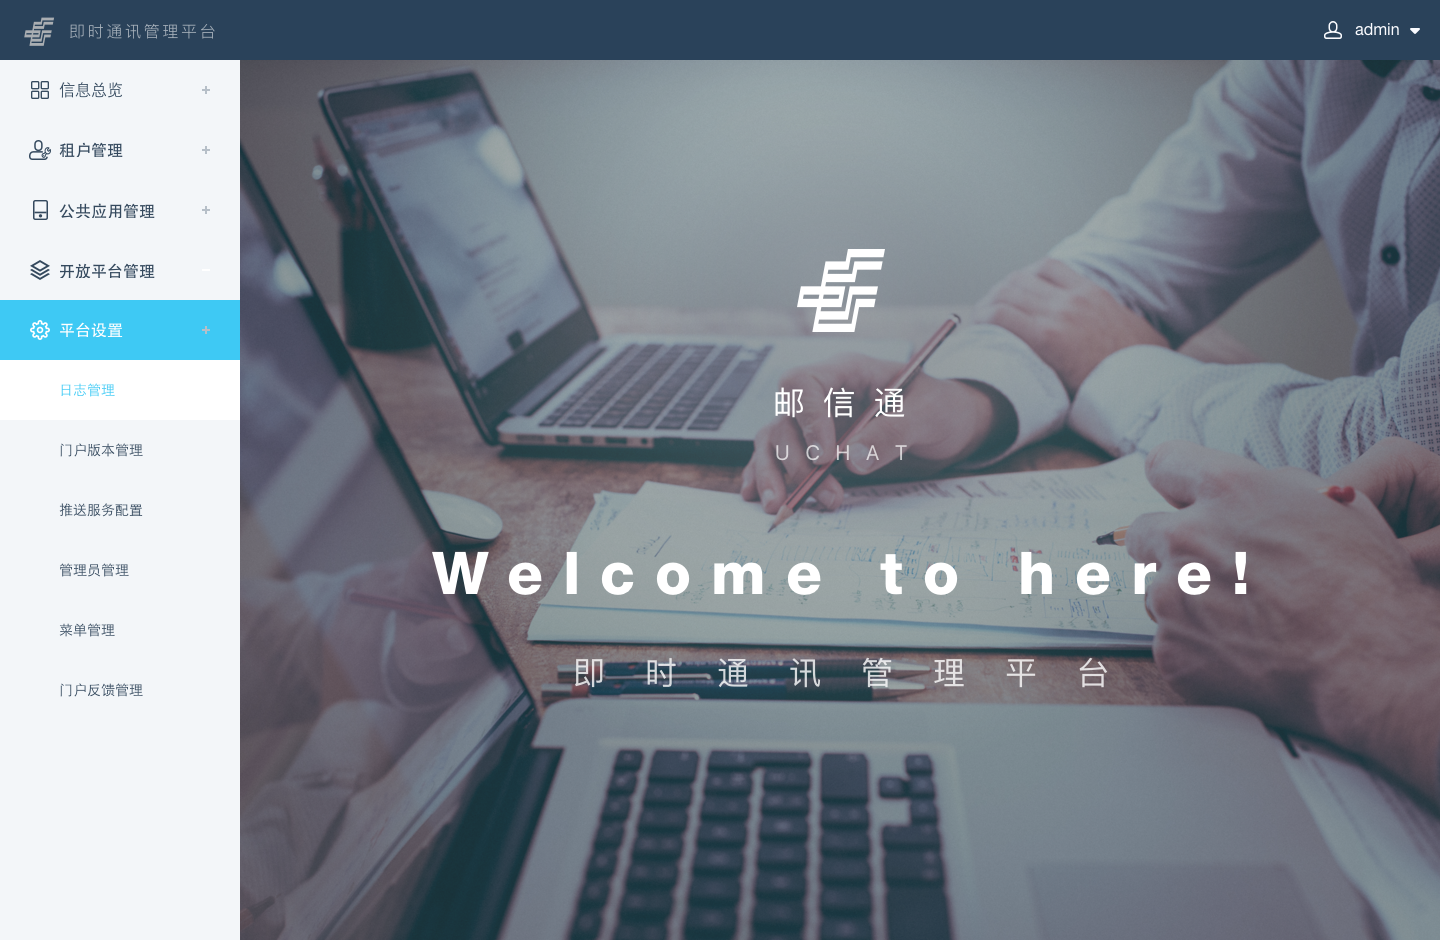 即时通讯管理平台
admin
信息总览
租户管理
公共应用管理
开放平台管理
平台设置
日志管理
门户版本管理
推送服务配置
管理员管理
菜单管理
门户反馈管理
邮信通
UCHAT
Welcome to here!
即时通讯管理平台